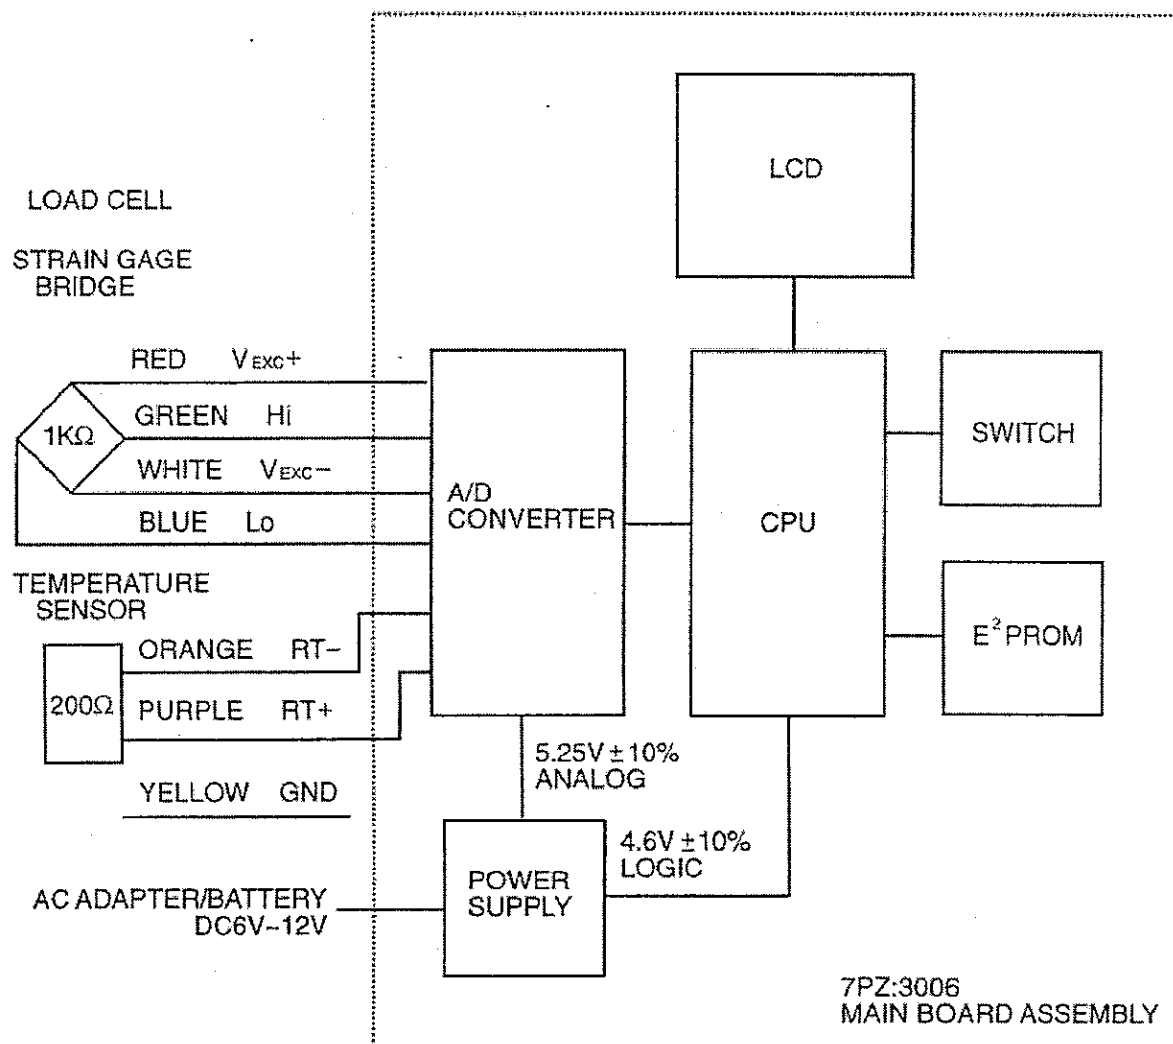 LCD
LOAD CELL
STRAIN GAGE
BRIDGE
RED VEXC+
GREEN Hi
1KΩ
WHITE VEXC−
BLUE Lo
A/D
CONVERTER
CPU
SWITCH
E²PROM
TEMPERATURE
SENSOR
ORANGE RT−
200Ω
PURPLE RT+
YELLOW GND
5.25V ±10%
ANALOG
4.6V ±10%
LOGIC
POWER
SUPPLY
AC ADAPTER/BATTERY
DC6V~12V
7PZ:3006
MAIN BOARD ASSEMBLY